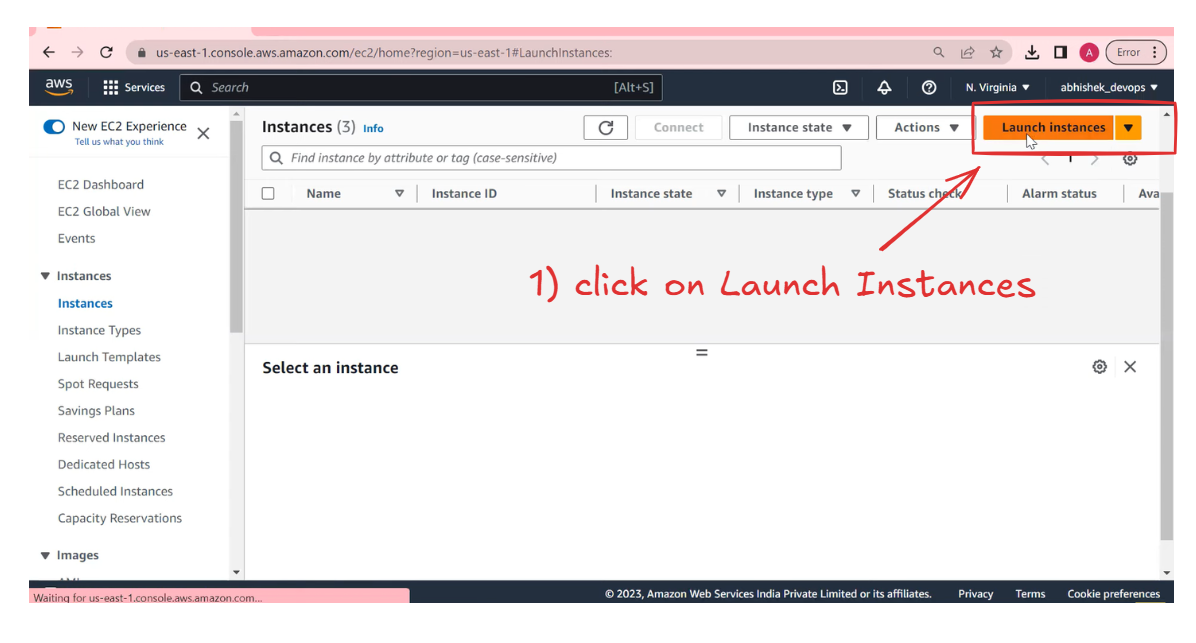 us-east-1.console.aws.amazon.com/ec2/home?region=us-east-1#LaunchInstances:
Error
aws
Services
Search
[Alt+S]
N. Virginia
abhishek_devops
New EC2 Experience
Tell us what you think
Instances (3) Info
Connect
Instance state
Actions
Launch instances
Find instance by attribute or tag (case-sensitive)
1
EC2 Dashboard
EC2 Global View
Events
Instances
Instances
Instance Types
Launch Templates
Spot Requests
Savings Plans
Reserved Instances
Dedicated Hosts
Scheduled Instances
Capacity Reservations
Images
Name
Instance ID
Instance state
Instance type
Status check
Alarm status
Ava
1) click on Launch Instances
Select an instance
Waiting for us-east-1.console.aws.amazon.com...
© 2023, Amazon Web Services India Private Limited or its affiliates.
Privacy
Terms
Cookie preferences
A